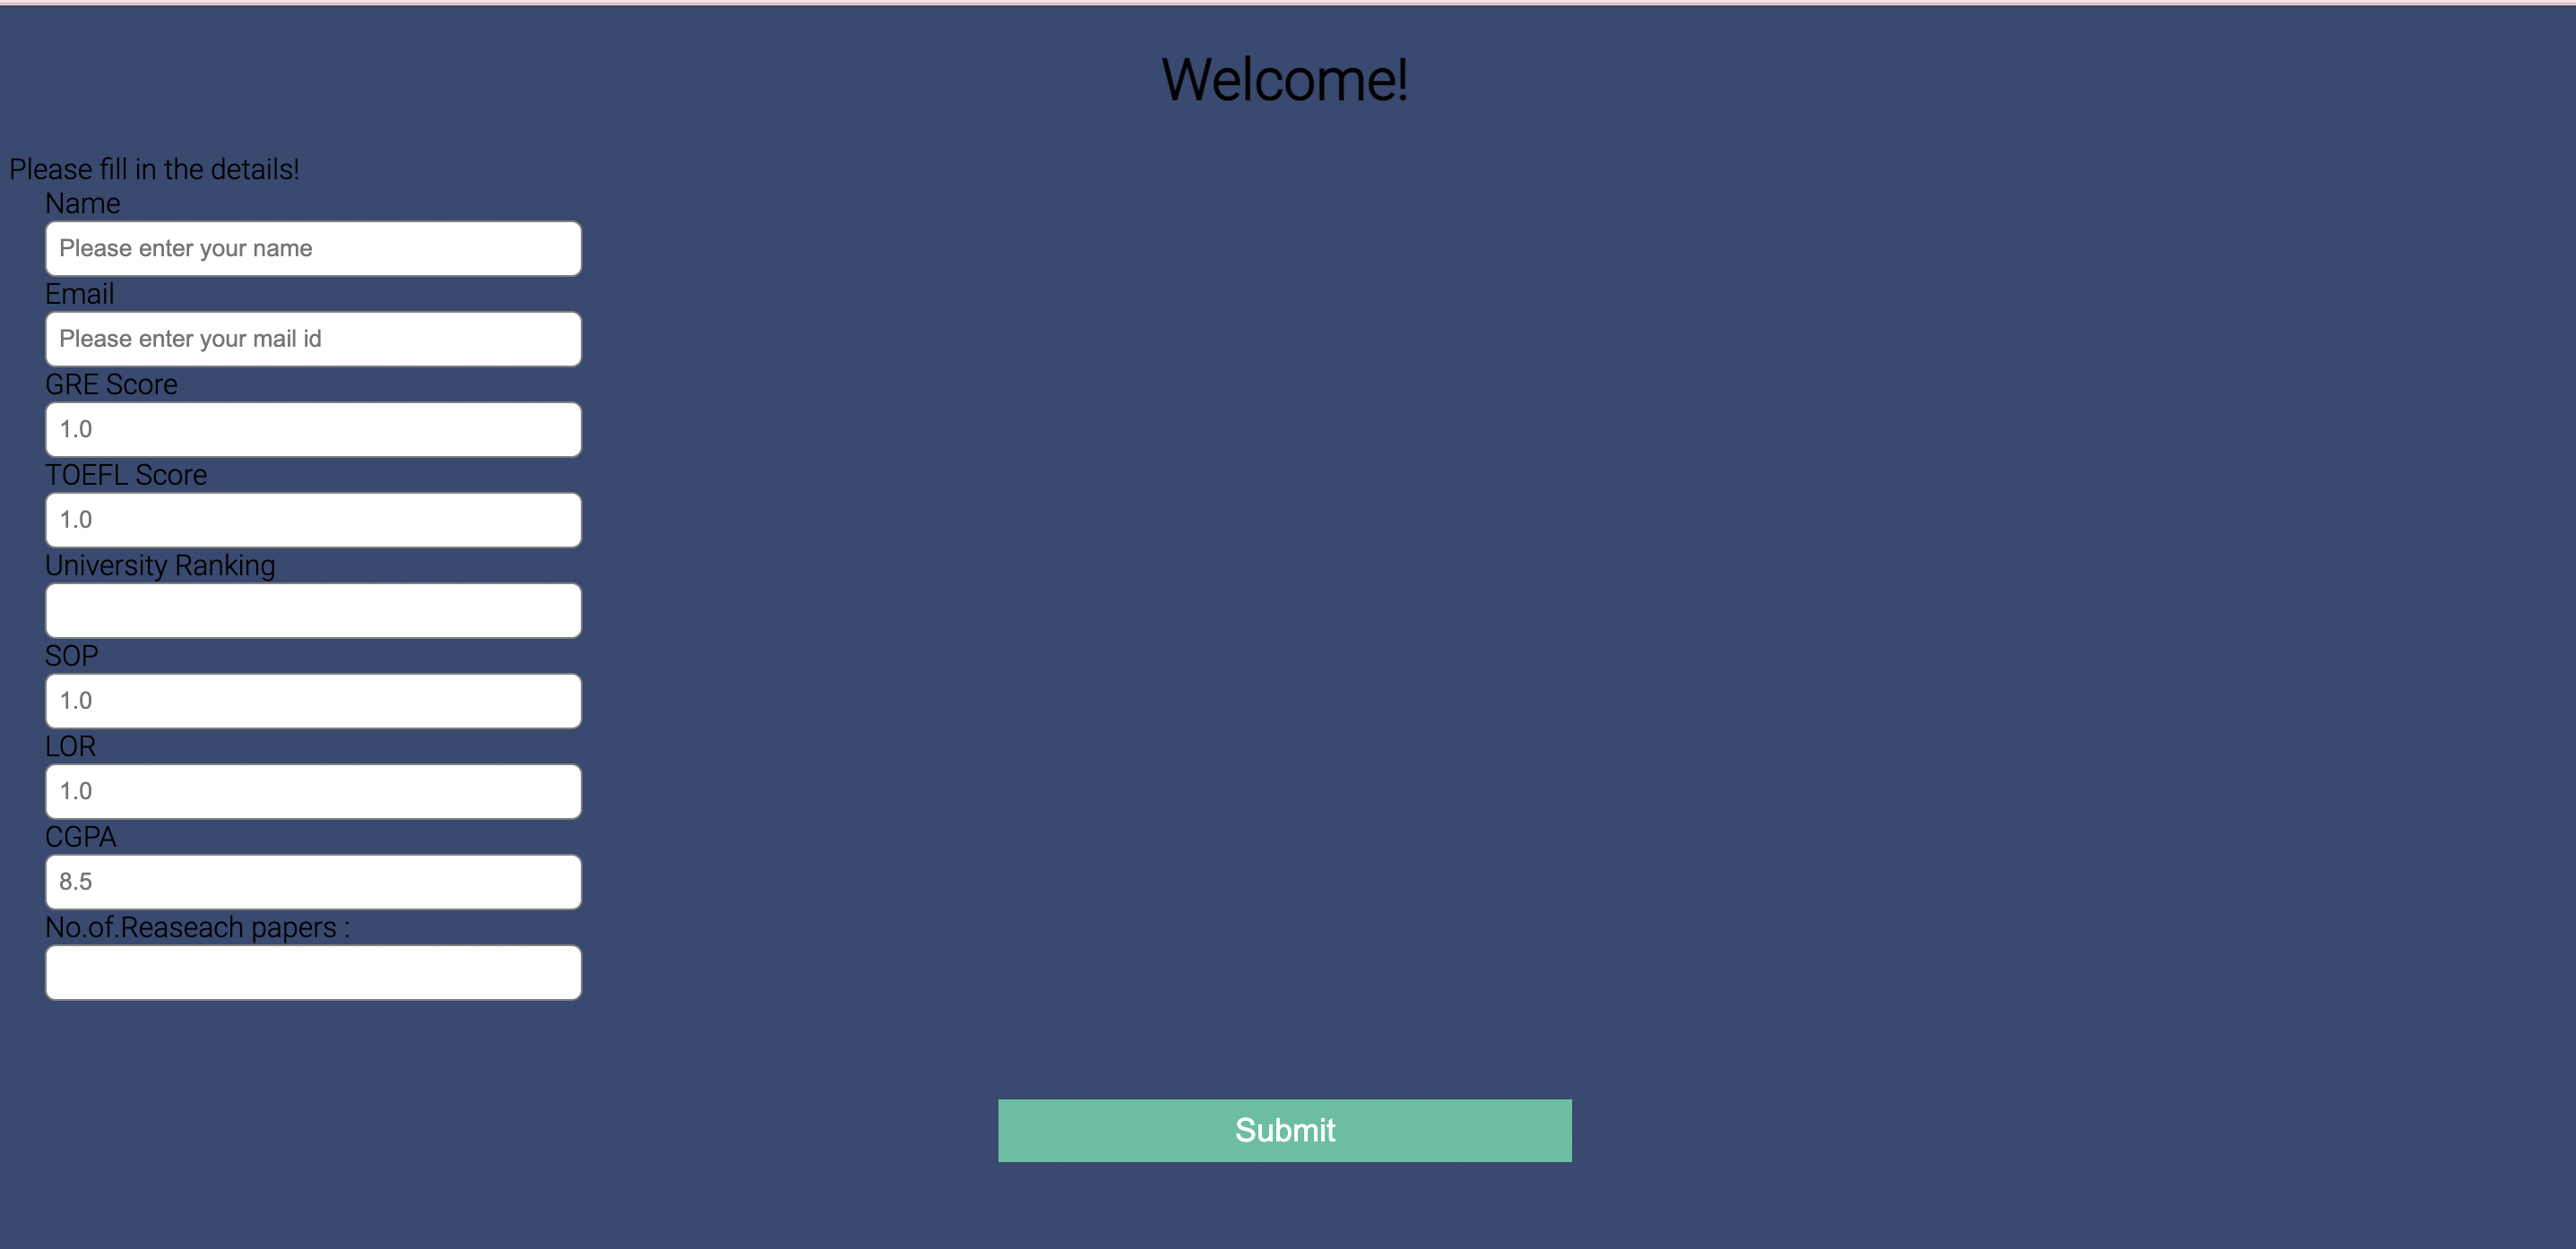 Welcome!
Please fill in the details!
Name
Please enter your name
Email
Please enter your mail id
GRE Score
1.0
TOEFL Score
1.0
University Ranking
SOP
1.0
LOR
1.0
CGPA
8.5
No.of.Reaseach papers :
Submit